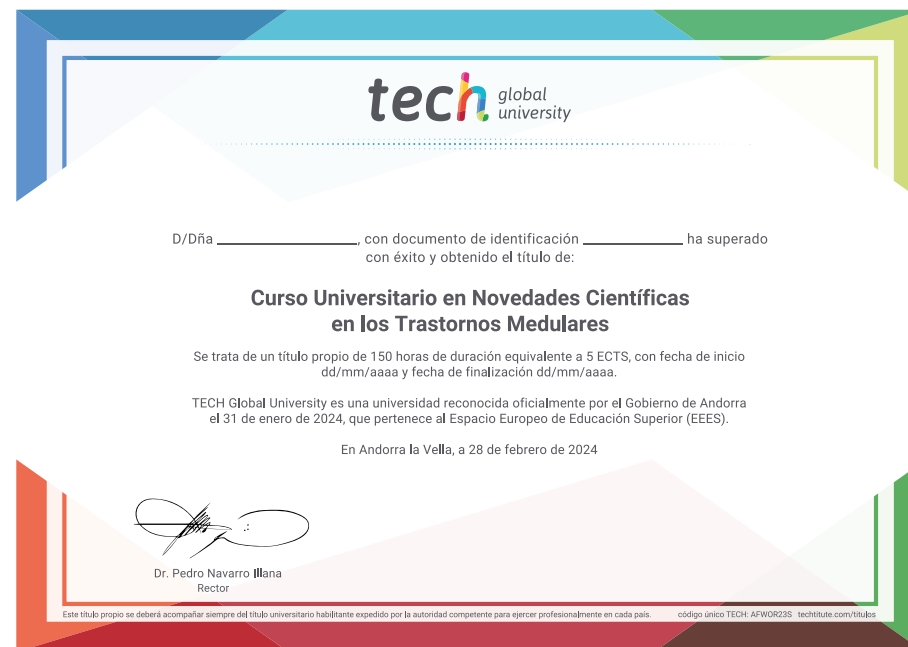 tech global university
D/Dña ____________________, con documento de identificación ______________ ha superado
con éxito y obtenido el título de:
Curso Universitario en Novedades Científicas
en los Trastornos Medulares
Se trata de un título propio de 150 horas de duración equivalente a 5 ECTS, con fecha de inicio
dd/mm/aaaa y fecha de finalización dd/mm/aaaa.
TECH Global University es una universidad reconocida oficialmente por el Gobierno de Andorra
el 31 de enero de 2024, que pertenece al Espacio Europeo de Educación Superior (EEES).
En Andorra la Vella, a 28 de febrero de 2024
Dr. Pedro Navarro Illana
Rector
Este título propio se deberá acompañar siempre del título universitario habilitante expedido por la autoridad competente para ejercer profesionalmente en cada país. código único TECH: AFWOR23S techtitute.com/titulos